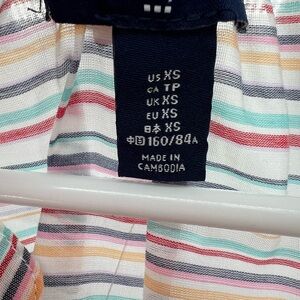 US XS
CA TP
UK XS
EU XS
日本 XS
中国 160/84A
MADE IN
CAMBODIA